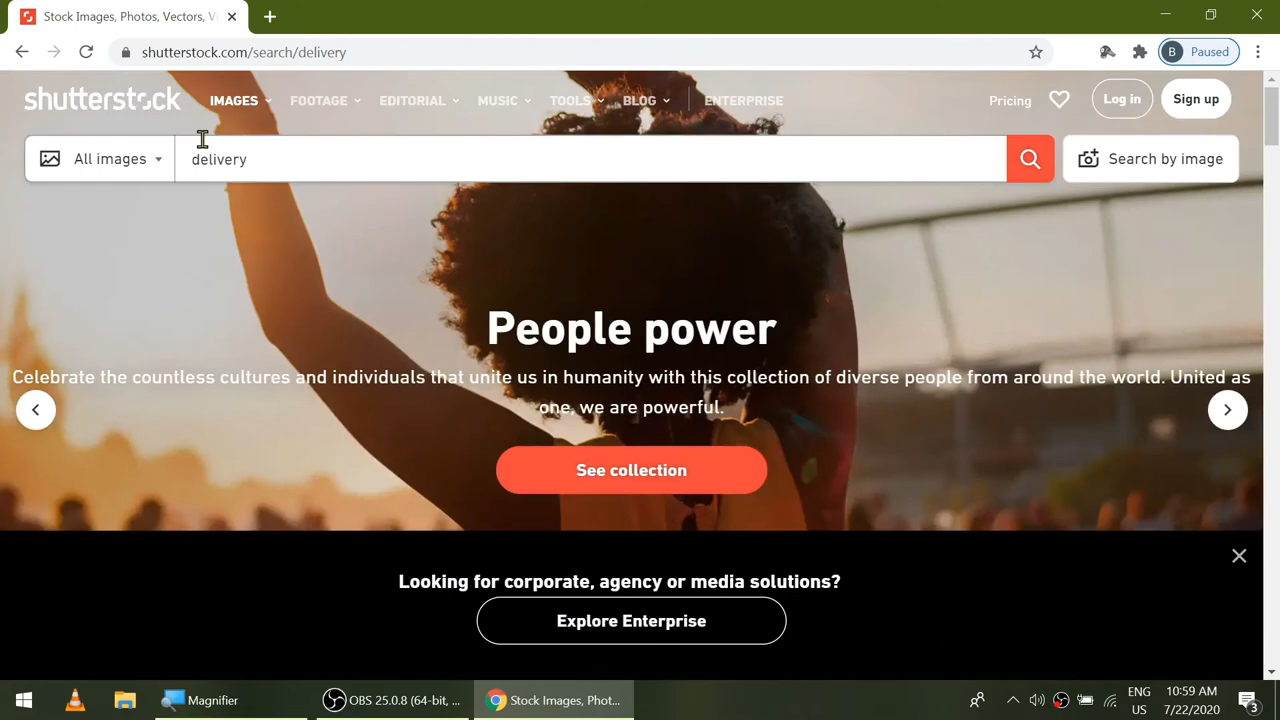 Stock Images, Photos, Vectors, V
shutterstock.com/search/delivery
B Paused
shutterstock IMAGES FOOTAGE EDITORIAL MUSIC TOOLS BLOG ENTERPRISE Pricing Log in Sign up
All images delivery Search by image
People power
Celebrate the countless cultures and individuals that unite us in humanity with this collection of diverse people from around the world. United as
one, we are powerful.
See collection
Looking for corporate, agency or media solutions?
Explore Enterprise
Magnifier OBS 25.0.8 (64-bit, ... Stock Images, Phot... ENG 10:59 AM
US 7/22/2020 3